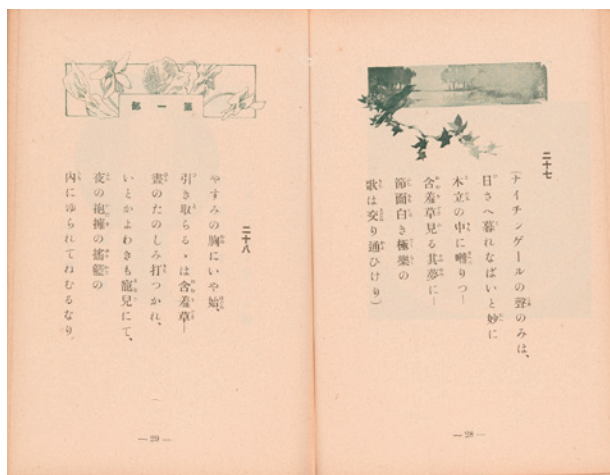 二十七
(ナイチンゲールの聲のみは、
日さへ暮れなばいと妙に
木立の中に囀りつ—
含羞草見る其夢に—
節面白き極樂の
歌は交り通ひけり)
— 28 —
第一部
二十八
やすみの胸にいや始、
引き取らるゝは含羞草—
晝のたのしみ打つかれ、
いとかよわきも寵兒にて、
夜の抱擁の搖籃の
內にゆられてねむるなり。
— 29 —